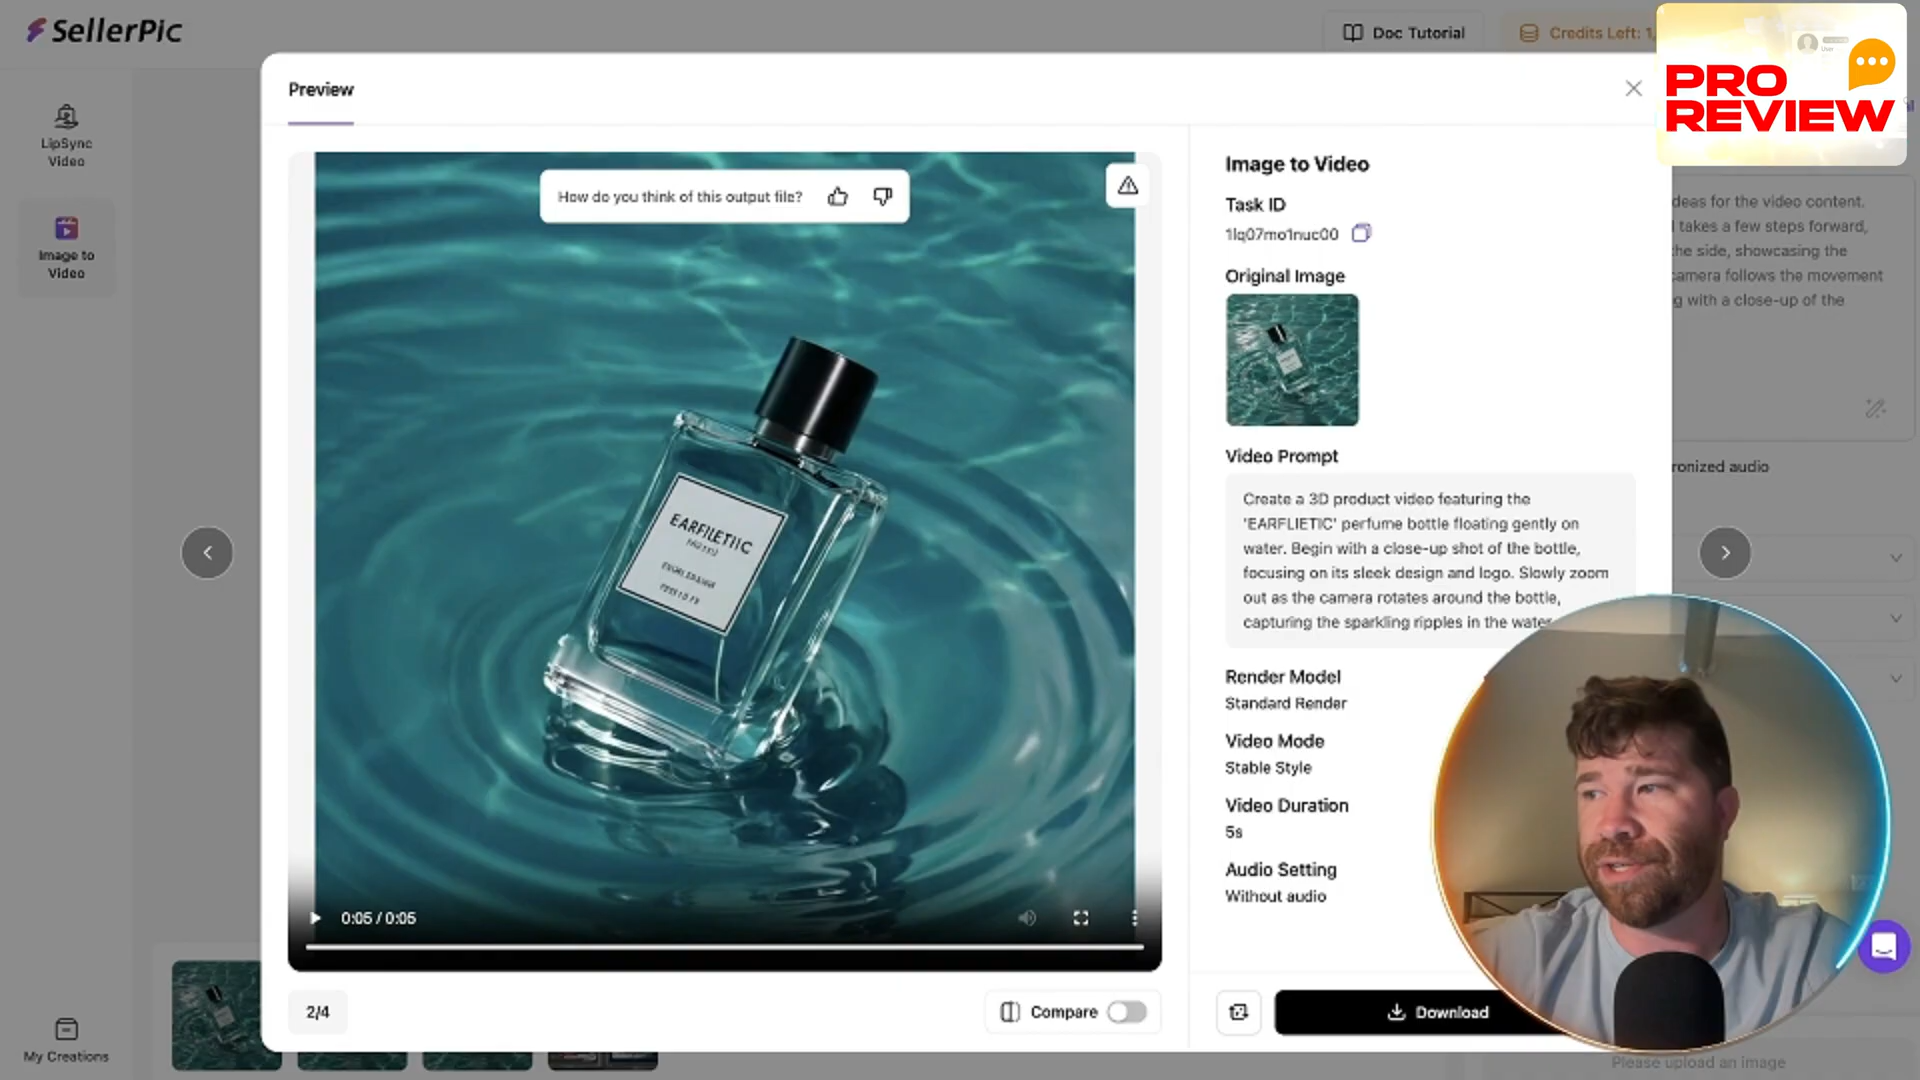 SellerPic
Doc Tutorial
Credits Left: 1,
PRO
REVIEW
LipSync
Video
Image to
Video
My Creations
Preview
How do you think of this output file?
EARFILETIIC
0:05 / 0:05
2/4
Compare
Image to Video
Task ID
1lq07mo1nuc00
Original Image
Video Prompt
Create a 3D product video featuring the
'EARFLIETIC' perfume bottle floating gently on
water. Begin with a close-up shot of the bottle,
focusing on its sleek design and logo. Slowly zoom
out as the camera rotates around the bottle,
capturing the sparkling ripples in the water
Render Model
Standard Render
Video Mode
Stable Style
Video Duration
5s
Audio Setting
Without audio
Download
deas for the video content.
takes a few steps forward,
he side, showcasing the
camera follows the movement
g with a close-up of the
ronized audio
Please upload an image